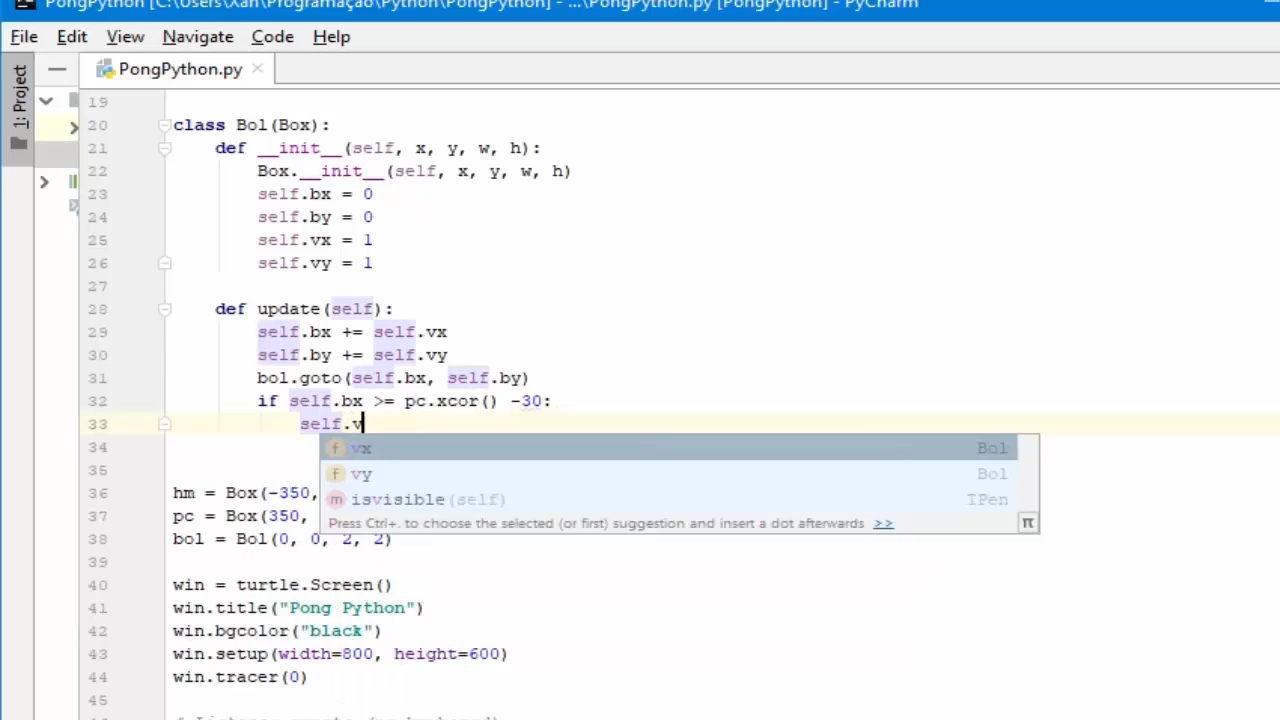 PongPython [C:\Users\Xan\Programação\Python\PongPython] - ...\PongPython.py [PongPython] - PyCharm
File Edit View Navigate Code Help
1: Project
PongPython.py
19
20 class Bol(Box):
21 def __init__(self, x, y, w, h):
22 Box.__init__(self, x, y, w, h)
23 self.bx = 0
24 self.by = 0
25 self.vx = 1
26 self.vy = 1
27
28 def update(self):
29 self.bx += self.vx
30 self.by += self.vy
31 bol.goto(self.bx, self.by)
32 if self.bx >= pc.xcor() -30:
33 self.v
f vx Bol
34
f vy Bol
35
36 hm = Box(-350,
m isvisible(self) TPen
37 pc = Box(350,
Press Ctrl+. to choose the selected (or first) suggestion and insert a dot afterwards >> π
38 bol = Bol(0, 0, 2, 2)
39
40 win = turtle.Screen()
41 win.title("Pong Python")
42 win.bgcolor("black")
43 win.setup(width=800, height=600)
44 win.tracer(0)
45